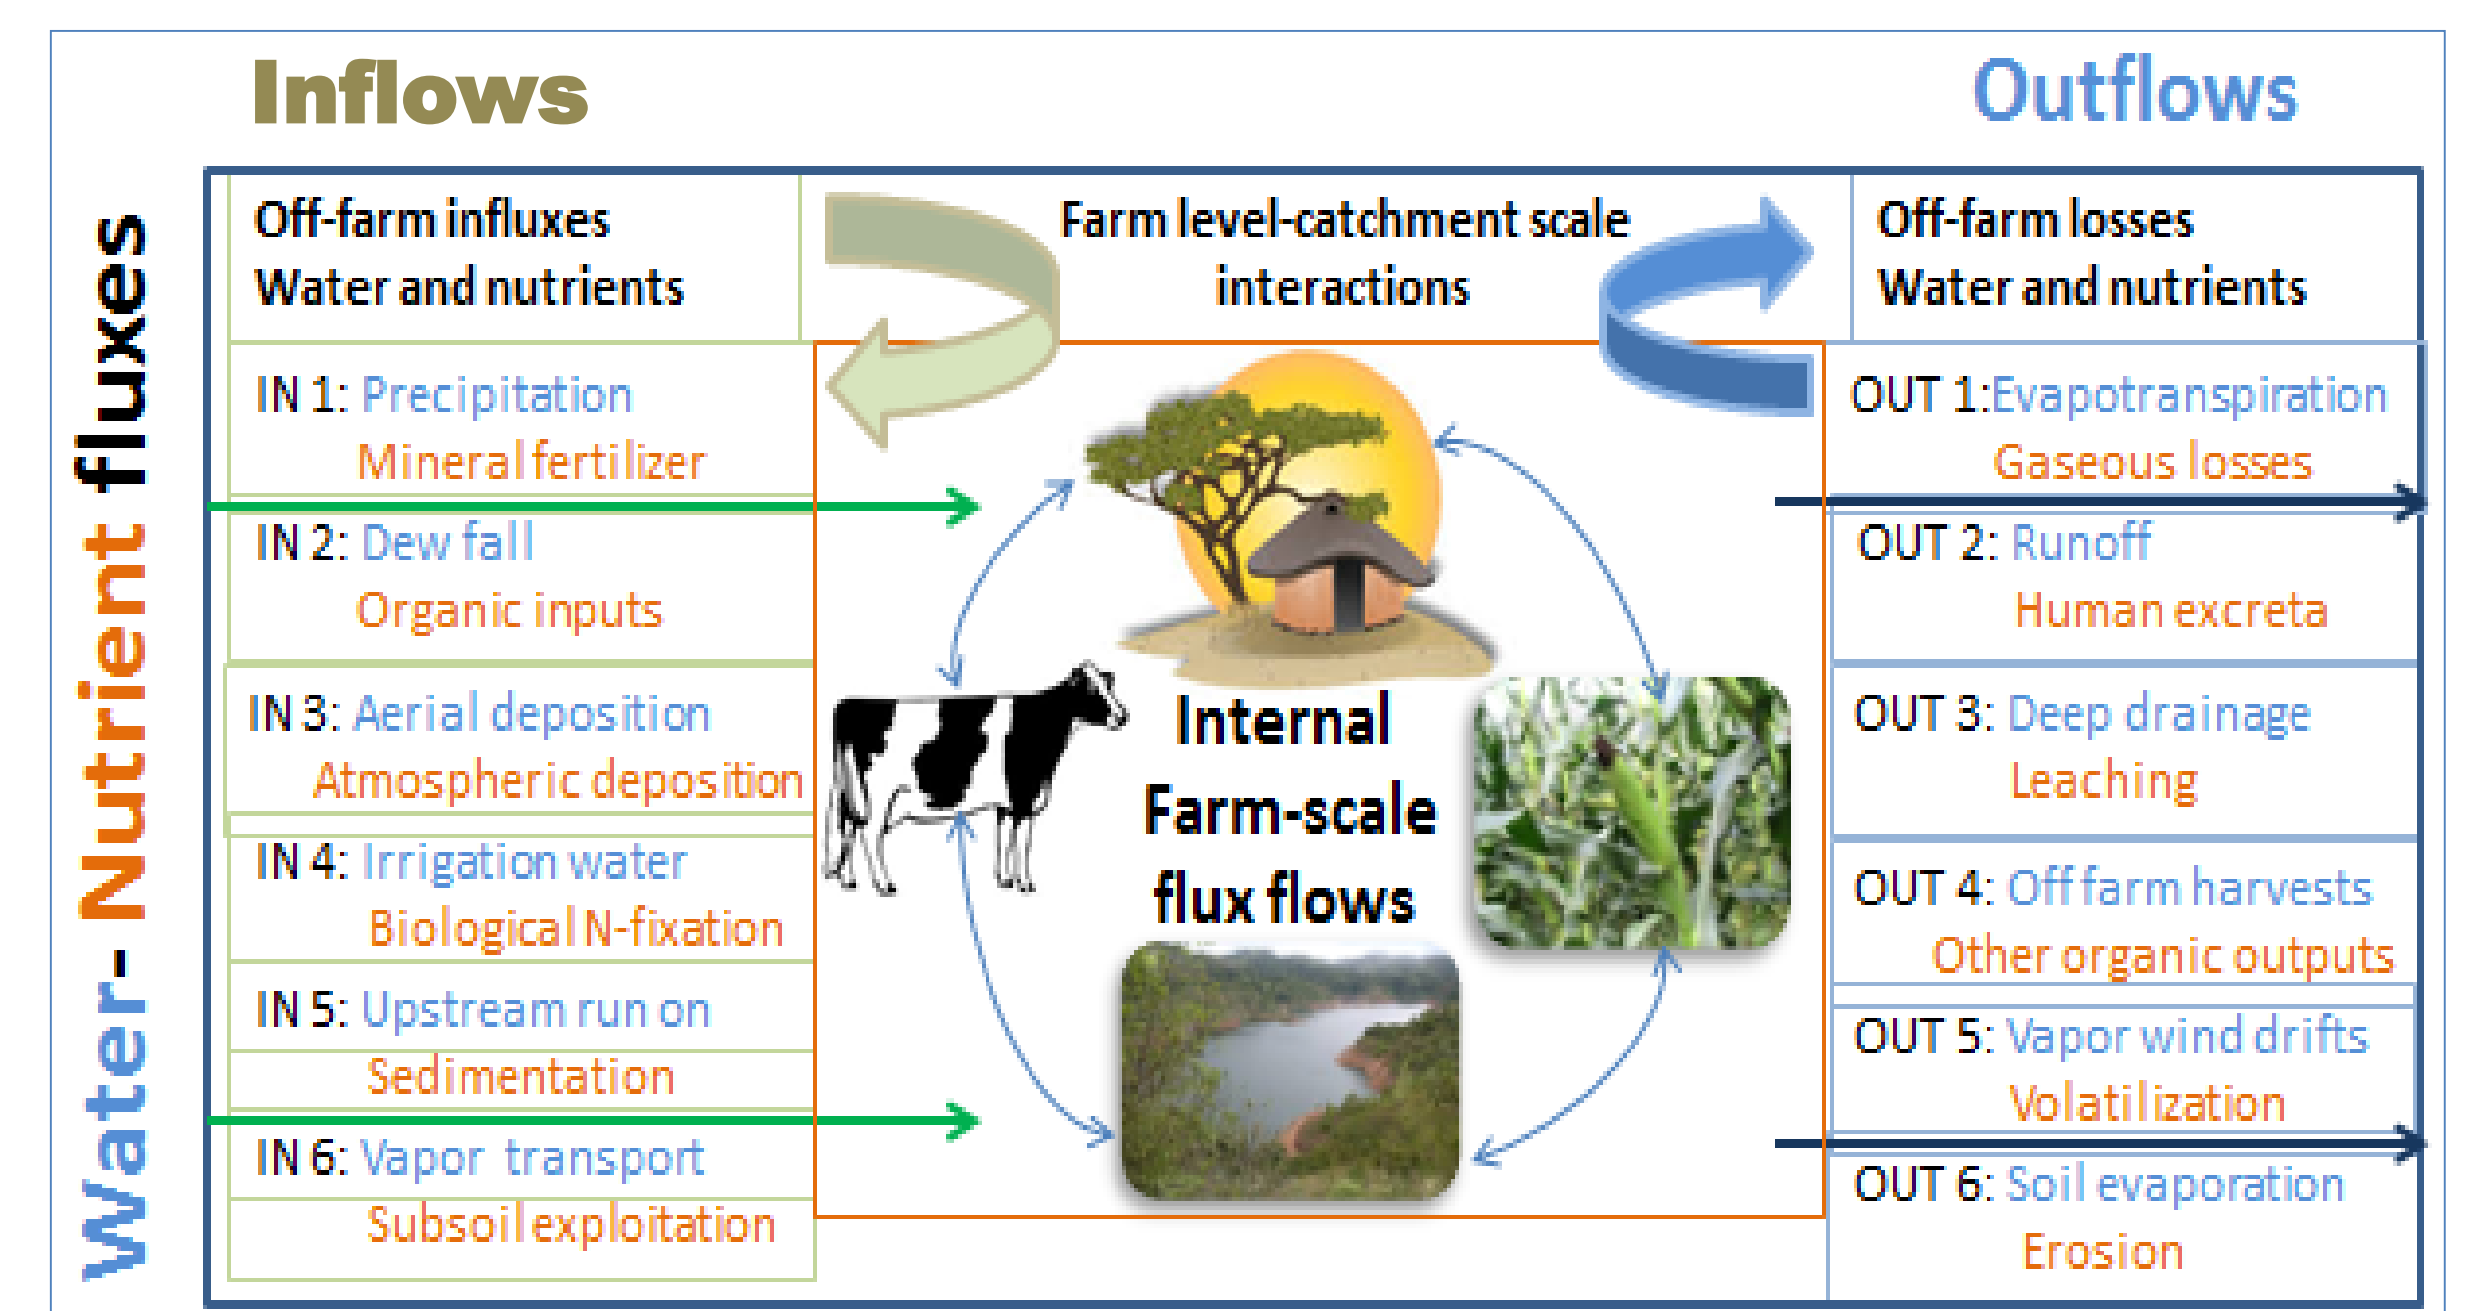 Inflows
Outflows
Water- Nutrient fluxes
Off-farm influxes
Water and nutrients
Farm level-catchment scale
interactions
Off-farm losses
Water and nutrients
IN 1: Precipitation
Mineral fertilizer
IN 2: Dew fall
Organic inputs
IN 3: Aerial deposition
Atmospheric deposition
IN 4: Irrigation water
Biological N-fixation
IN 5: Upstream run on
Sedimentation
IN 6: Vapor transport
Subsoil exploitation
Internal
Farm-scale
flux flows
OUT 1:Evapotranspiration
Gaseous losses
OUT 2: Runoff
Human excreta
OUT 3: Deep drainage
Leaching
OUT 4: Off farm harvests
Other organic outputs
OUT 5: Vapor wind drifts
Volatilization
OUT 6: Soil evaporation
Erosion